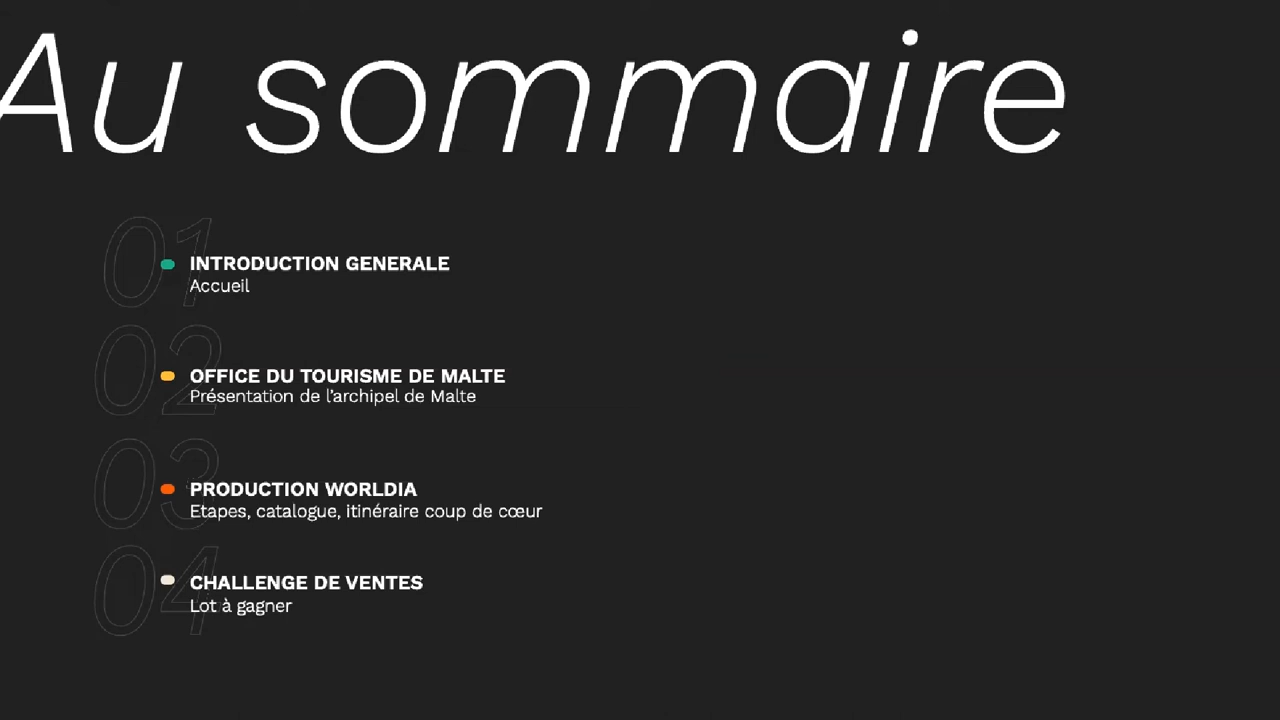 Au sommaire
01
INTRODUCTION GENERALE
Accueil
02
OFFICE DU TOURISME DE MALTE
Présentation de l'archipel de Malte
03
PRODUCTION WORLDIA
Etapes, catalogue, itinéraire coup de cœur
04
CHALLENGE DE VENTES
Lot à gagner